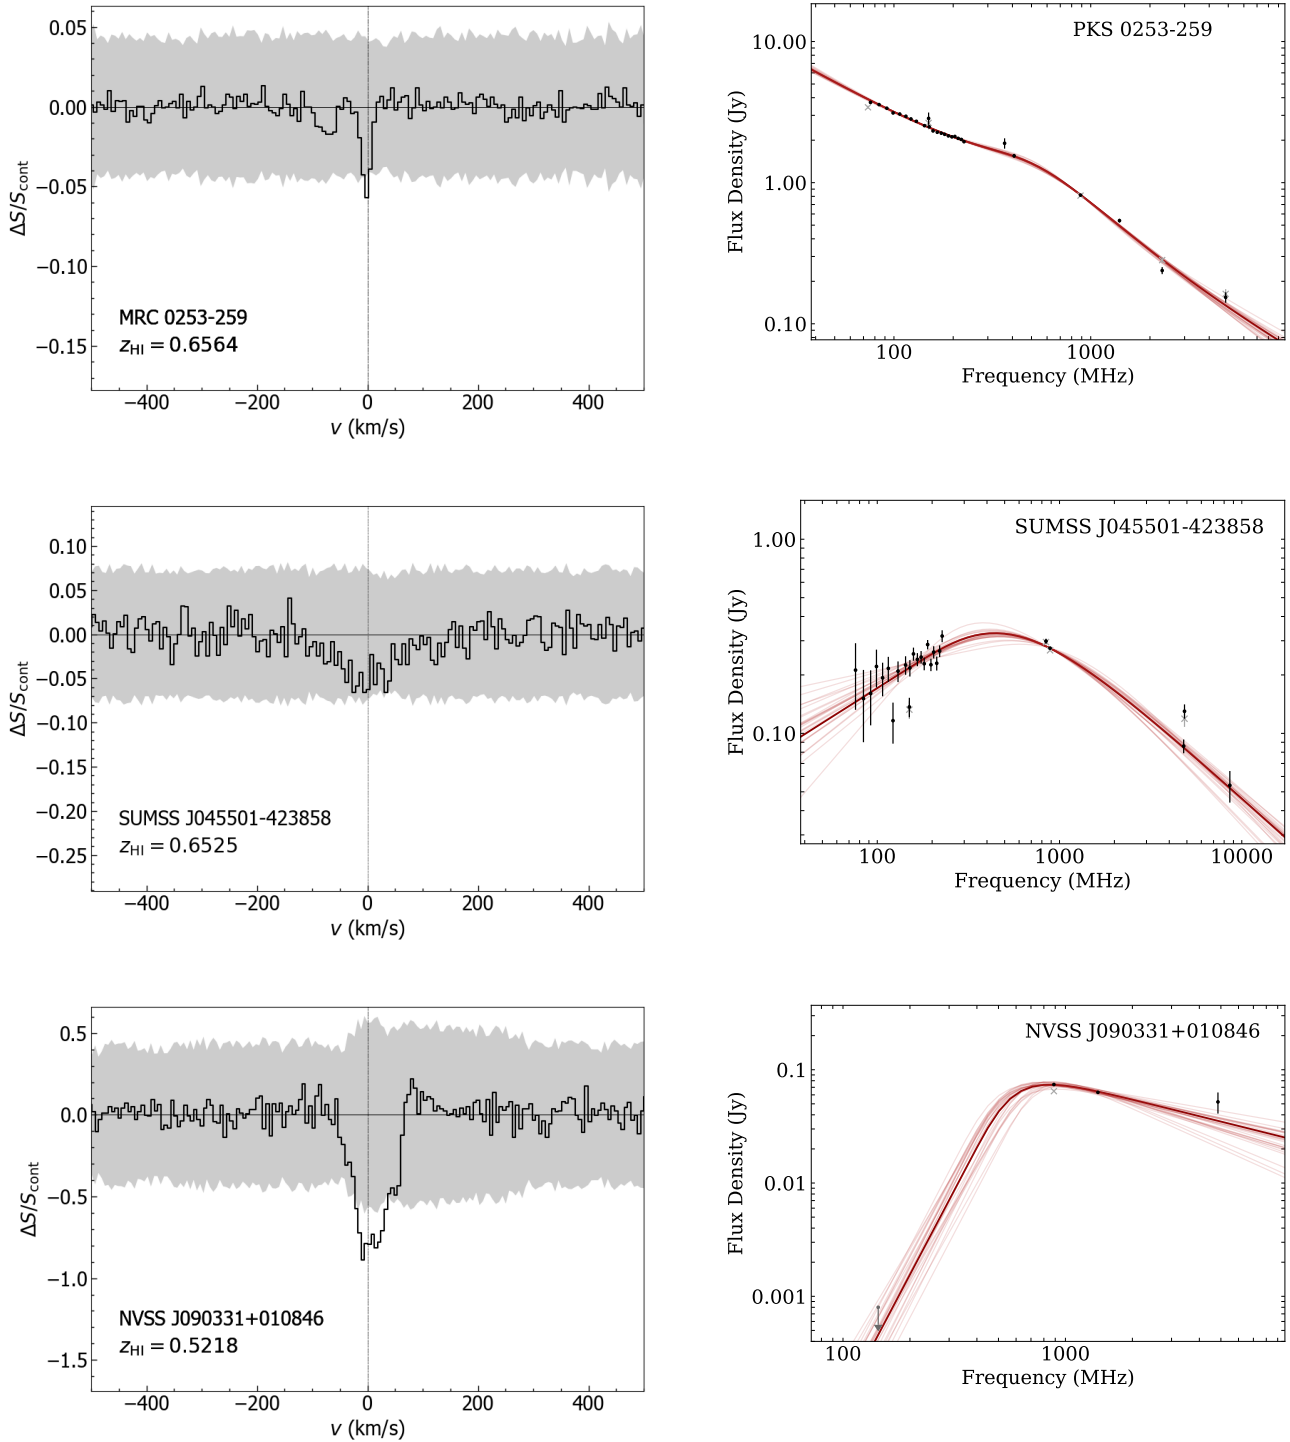 0.05
0.00
−0.05
−0.10
−0.15
ΔS/S_cont
MRC 0253-259
z_HI = 0.6564
−400 −200 0 200 400
v (km/s)
PKS 0253-259
10.00
1.00
0.10
Flux Density (Jy)
100 1000
Frequency (MHz)
0.10
0.05
0.00
−0.05
−0.10
−0.15
−0.20
−0.25
ΔS/S_cont
SUMSS J045501-423858
z_HI = 0.6525
−400 −200 0 200 400
v (km/s)
SUMSS J045501-423858
1.00
0.10
Flux Density (Jy)
100 1000 10000
Frequency (MHz)
0.5
0.0
−0.5
−1.0
−1.5
ΔS/S_cont
NVSS J090331+010846
z_HI = 0.5218
−400 −200 0 200 400
v (km/s)
NVSS J090331+010846
0.1
0.01
0.001
Flux Density (Jy)
100 1000
Frequency (MHz)